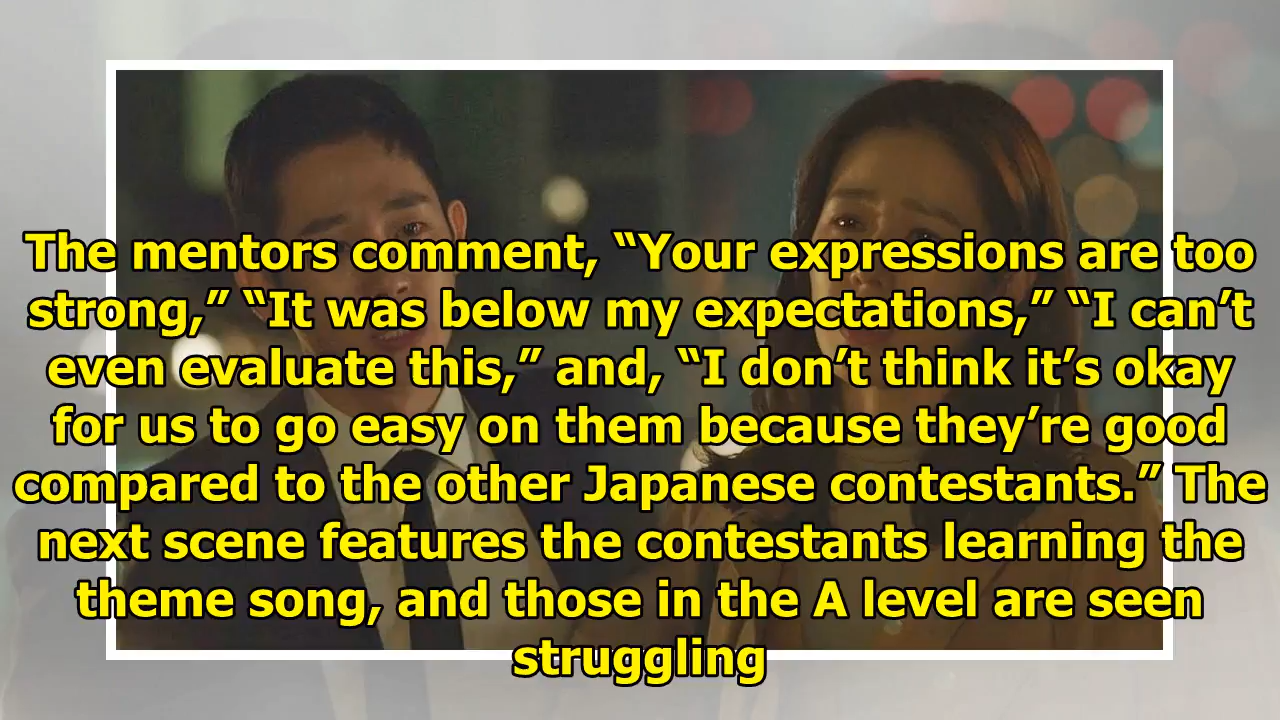 The mentors comment, “Your expressions are too
strong,” “It was below my expectations,” “I can’t
even evaluate this,” and, “I don’t think it’s okay
for us to go easy on them because they’re good
compared to the other Japanese contestants.” The
next scene features the contestants learning the
theme song, and those in the A level are seen
struggling